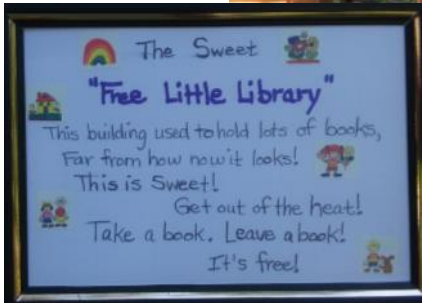 The Sweet
"Free Little Library"
This building used to hold lots of books,
Far from how now it looks!
This is Sweet!
Get out of the heat!
Take a book. Leave a book!
It's free!